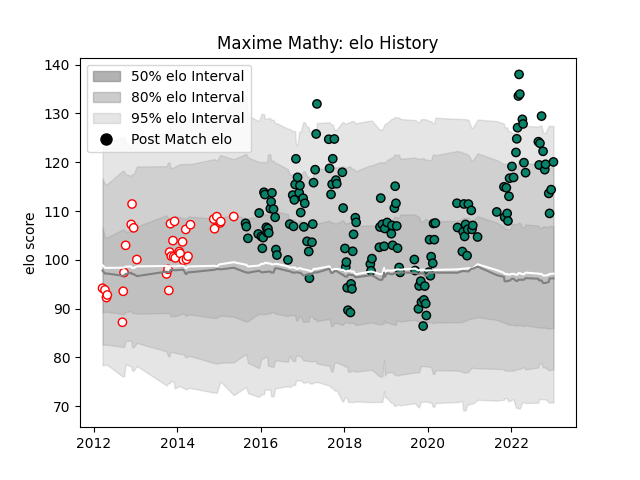 Maxime Mathy: elo History
50% elo Interval
80% elo Interval
95% elo Interval
Post Match elo
elo score
140
130
120
110
100
90
80
70
2012
2014
2016
2018
2020
2022